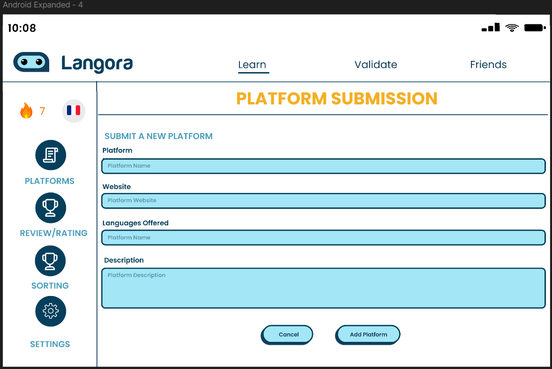 Android Expanded - 4
10:08
Langora
Learn
Validate
Friends
7
PLATFORM SUBMISSION
SUBMIT A NEW PLATFORM
Platform
Platform Name
PLATFORMS
Website
Platform Website
REVIEW/RATING
Languages Offered
Platform Name
SORTING
Description
Platform Description
SETTINGS
Cancel
Add Platform